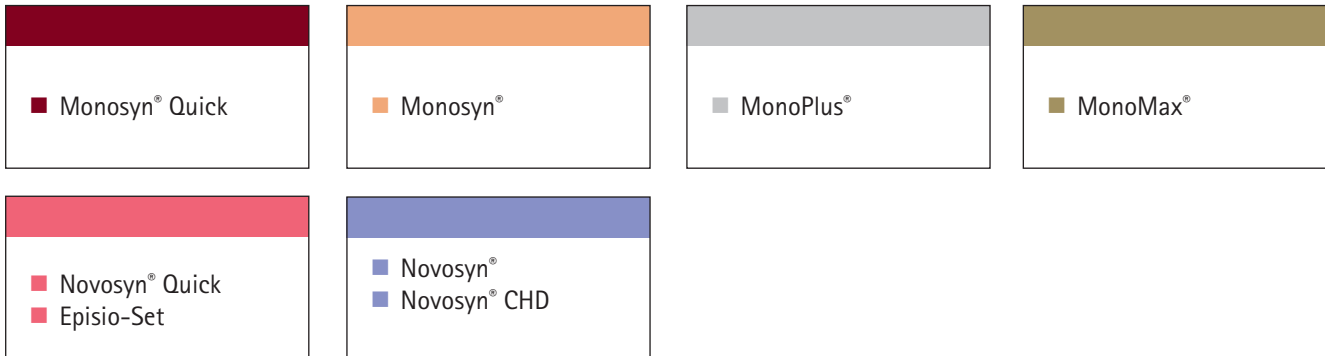 Monosyn® Quick
Monosyn®
MonoPlus®
MonoMax®
Novosyn® Quick
Episio-Set
Novosyn®
Novosyn® CHD